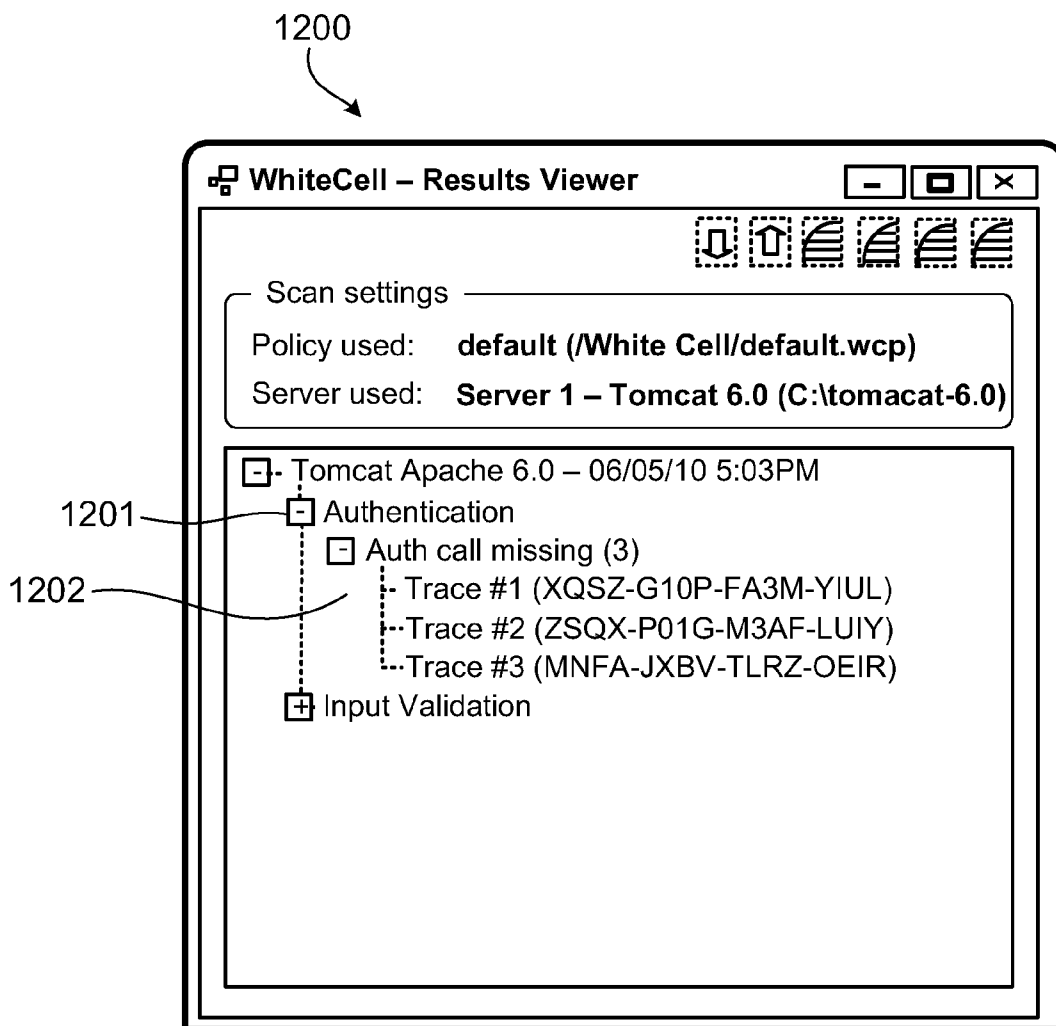 1200
WhiteCell – Results Viewer
Scan settings
Policy used: default (/White Cell/default.wcp)
Server used: Server 1 – Tomcat 6.0 (C:\tomacat-6.0)
Tomcat Apache 6.0 – 06/05/10 5:03PM
1201
Authentication
Auth call missing (3)
1202
Trace #1 (XQSZ-G10P-FA3M-YIUL)
Trace #2 (ZSQX-P01G-M3AF-LUIY)
Trace #3 (MNFA-JXBV-TLRZ-OEIR)
Input Validation